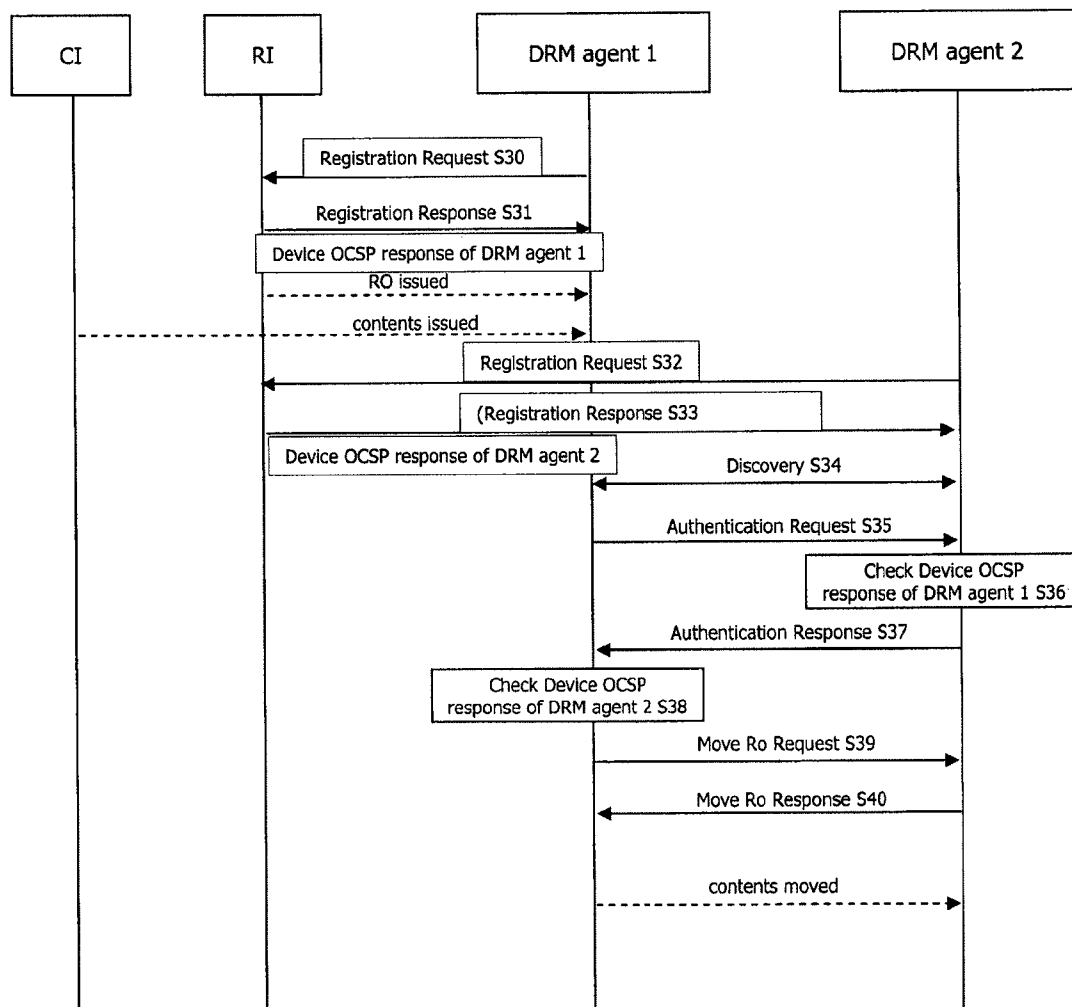 CI
RI
DRM agent 1
DRM agent 2
Registration Request S30
Registration Response S31
Device OCSP response of DRM agent 1
RO issued
contents issued
Registration Request S32
(Registration Response S33
Device OCSP response of DRM agent 2
Discovery S34
Authentication Request S35
Check Device OCSP
response of DRM agent 1 S36
Authentication Response S37
Check Device OCSP
response of DRM agent 2 S38
Move Ro Request S39
Move Ro Response S40
contents moved